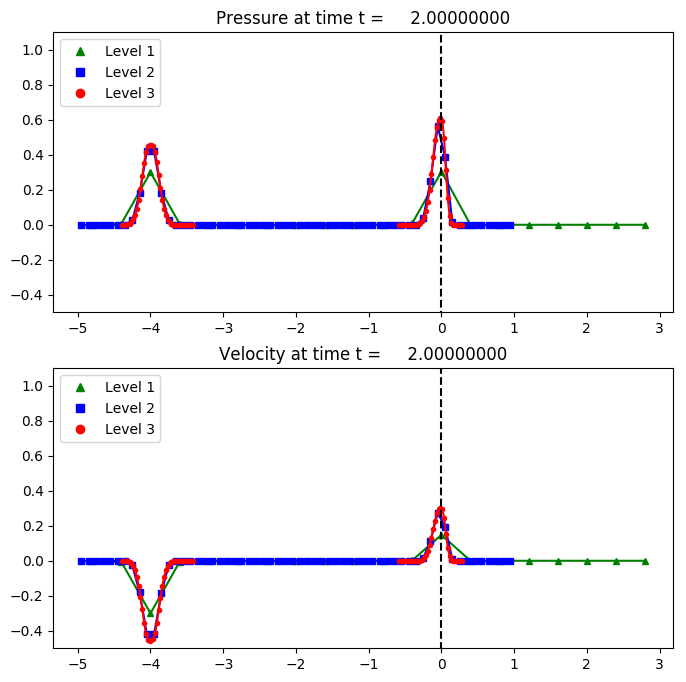 Pressure at time t =     2.00000000
1.0
0.8
0.6
0.4
0.2
0.0
−0.2
−0.4
Level 1
Level 2
Level 3
−5 −4 −3 −2 −1 0 1 2 3
Velocity at time t =     2.00000000
1.0
0.8
0.6
0.4
0.2
0.0
−0.2
−0.4
Level 1
Level 2
Level 3
−5 −4 −3 −2 −1 0 1 2 3